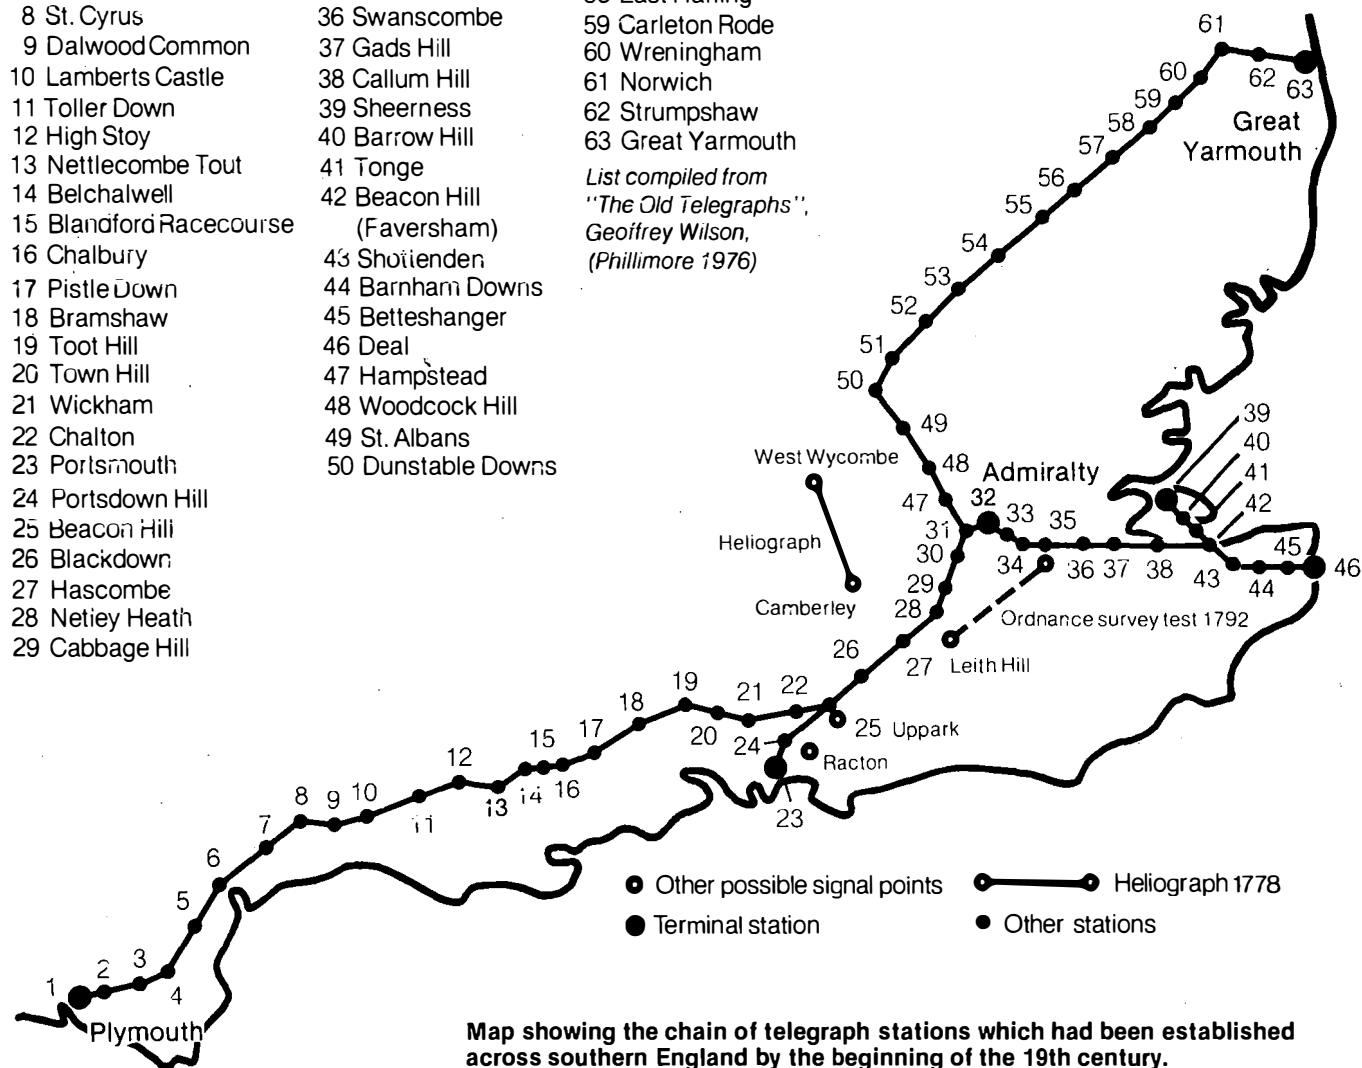 8 St. Cyrus
9 Dalwood Common
10 Lamberts Castle
11 Toller Down
12 High Stoy
13 Nettlecombe Tout
14 Belchalwell
15 Blandford Racecourse
16 Chalbury
17 Pistle Down
18 Bramshaw
19 Toot Hill
20 Town Hill
21 Wickham
22 Chalton
23 Portsmouth
24 Portsdown Hill
25 Beacon Hill
26 Blackdown
27 Hascombe
28 Netley Heath
29 Cabbage Hill
36 Swanscombe
37 Gads Hill
38 Callum Hill
39 Sheerness
40 Barrow Hill
41 Tonge
42 Beacon Hill
(Faversham)
43 Shottenden
44 Barnham Downs
45 Betteshanger
46 Deal
47 Hampstead
48 Woodcock Hill
49 St. Albans
50 Dunstable Downs
59 Carleton Rode
60 Wreningham
61 Norwich
62 Strumpshaw
63 Great Yarmouth
List compiled from
"The Old Telegraphs",
Geoffrey Wilson,
(Phillimore 1976)
61
62
63
60
59
58
57
56
55
54
53
52
51
50
49
48
47
Great
Yarmouth
West Wycombe
Heliograph
Camberley
Admiralty
32
33
35
31
30
29
28
34
36
37
38
39
40
41
42
43
44
45
46
Ordnance survey test 1792
Leith Hill
27
26
25 Uppark
24
Racton
23
22
21
20
19
18
17
16
15
14
13
12
11
10
9
8
7
6
5
4
3
2
1
Plymouth
Other possible signal points
Heliograph 1778
Terminal station
Other stations
Map showing the chain of telegraph stations which had been established
across southern England by the beginning of the 19th century.